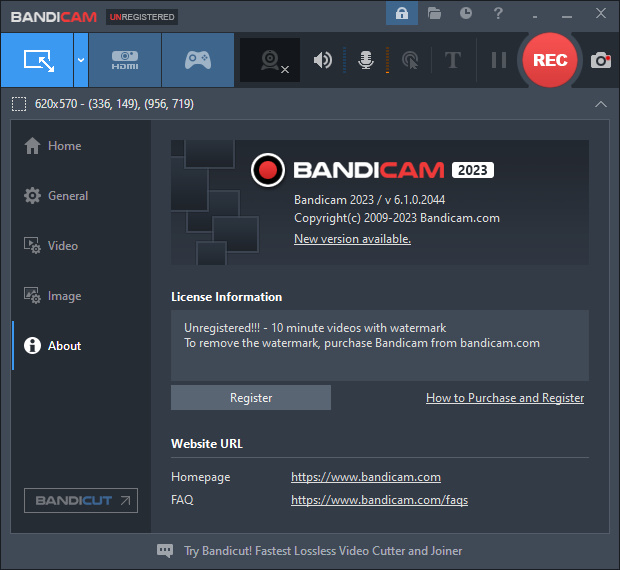 BANDICAM UNREGISTERED
HDMI
T
REC
620x570 - (336, 149), (956, 719)
Home
General
Video
Image
About
BANDICUT
BANDICAM 2023
Bandicam 2023 / v 6.1.0.2044
Copyright(c) 2009-2023 Bandicam.com
New version available.
License Information
Unregistered!!! - 10 minute videos with watermark
To remove the watermark, purchase Bandicam from bandicam.com
Register
How to Purchase and Register
Website URL
Homepage https://www.bandicam.com
FAQ https://www.bandicam.com/faqs
Try Bandicut! Fastest Lossless Video Cutter and Joiner